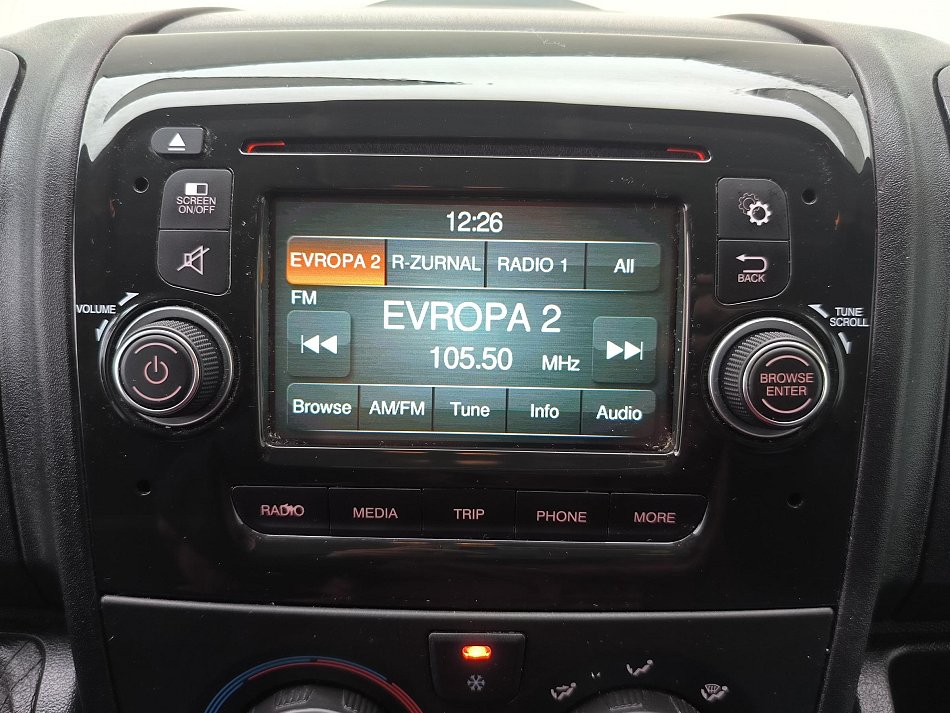 SCREEN
ON/OFF
VOLUME
12:26
EVROPA 2 R-ZURNAL RADIO 1 All
FM
EVROPA 2
105.50 MHz
Browse AM/FM Tune Info Audio
BACK
TUNE
SCROLL
BROWSE
ENTER
RADIO MEDIA TRIP PHONE MORE